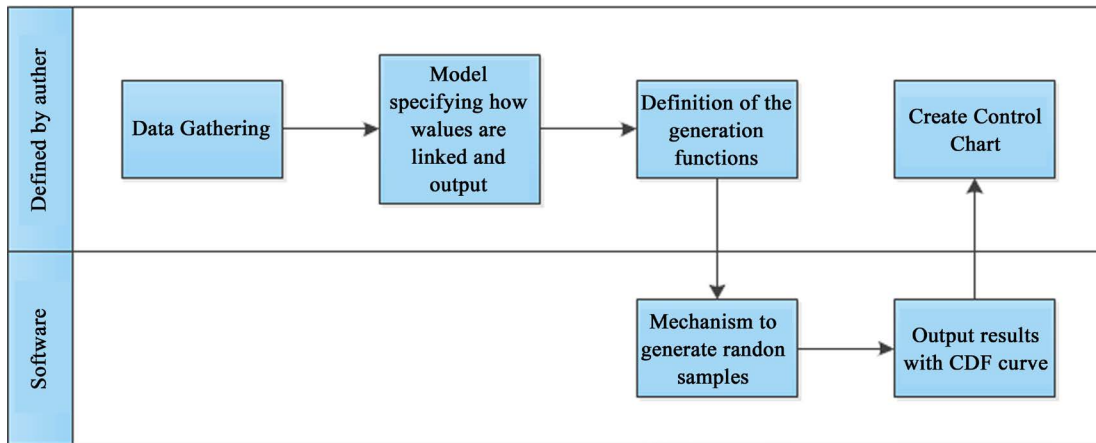 Defined by auther
Data Gathering
Model
specifying how
walues are
linked and
output
Definition of the
generation
functions
Create Control
Chart
Software
Mechanism to
generate randon
samples
Output results
with CDF curve